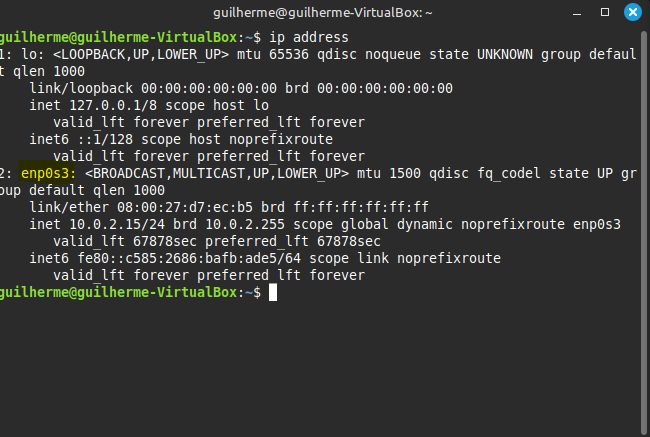 guilherme@guilherme-VirtualBox: ~
guilherme@guilherme-VirtualBox:~$ ip address
1: lo: <LOOPBACK,UP,LOWER_UP> mtu 65536 qdisc noqueue state UNKNOWN group defaul
t qlen 1000
    link/loopback 00:00:00:00:00:00 brd 00:00:00:00:00:00
    inet 127.0.0.1/8 scope host lo
       valid_lft forever preferred_lft forever
    inet6 ::1/128 scope host noprefixroute
       valid_lft forever preferred_lft forever
2: enp0s3: <BROADCAST,MULTICAST,UP,LOWER_UP> mtu 1500 qdisc fq_codel state UP gr
oup default qlen 1000
    link/ether 08:00:27:d7:ec:b5 brd ff:ff:ff:ff:ff:ff
    inet 10.0.2.15/24 brd 10.0.2.255 scope global dynamic noprefixroute enp0s3
       valid_lft 67878sec preferred_lft 67878sec
    inet6 fe80::c585:2686:bafb:ade5/64 scope link noprefixroute
       valid_lft forever preferred_lft forever
guilherme@guilherme-VirtualBox:~$